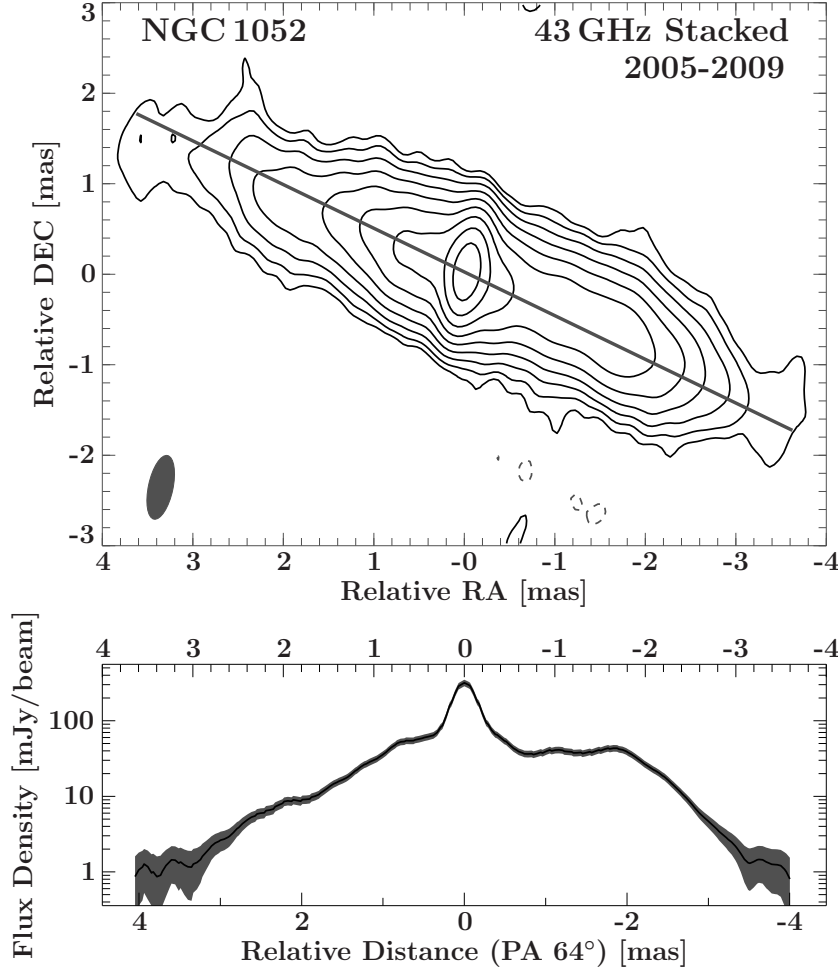 NGC 1052
43 GHz Stacked
2005-2009
3
2
1
0
-1
-2
-3
Relative DEC [mas]
4 3 2 1 -0 -1 -2 -3 -4
Relative RA [mas]
4 3 2 1 0 -1 -2 -3 -4
100
10
1
Flux Density [mJy/beam]
4 2 0 -2 -4
Relative Distance (PA 64°) [mas]